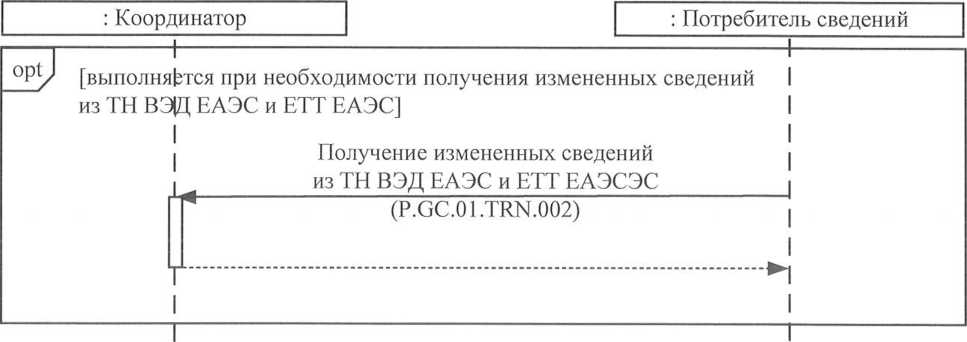 : Координатор
: Потребитель сведений
opt
[выполняется при необходимости получения измененных сведений
из ТН ВЭД ЕАЭС и ЕТТ ЕАЭС]
Получение измененных сведений
из ТН ВЭД ЕАЭС и ЕТТ ЕАЭСЭС
(P.GC.01.TRN.002)